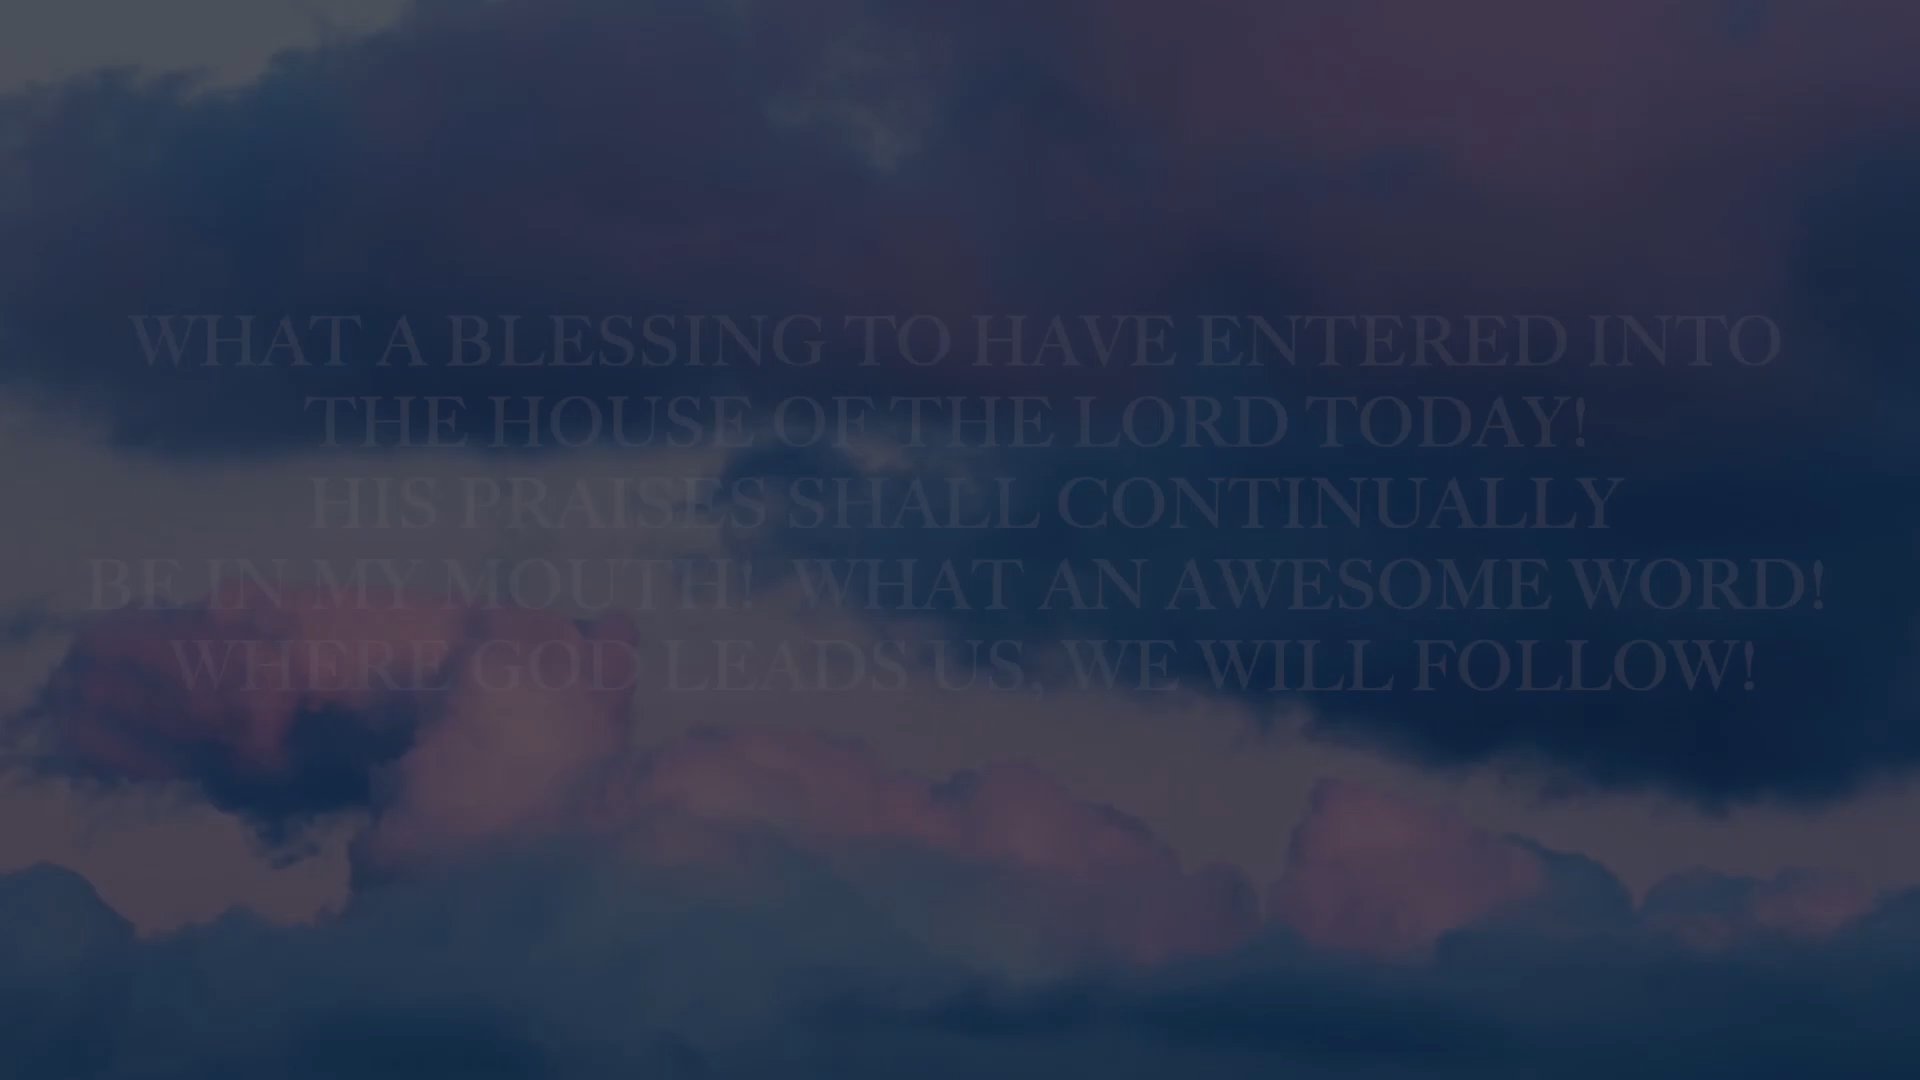 WHAT A BLESSING TO HAVE ENTERED INTO
THE HOUSE OF THE LORD TODAY!
HIS PRAISES SHALL CONTINUALLY
BE IN MY MOUTH!  WHAT AN AWESOME WORD!
WHERE GOD LEADS US, WE WILL FOLLOW!